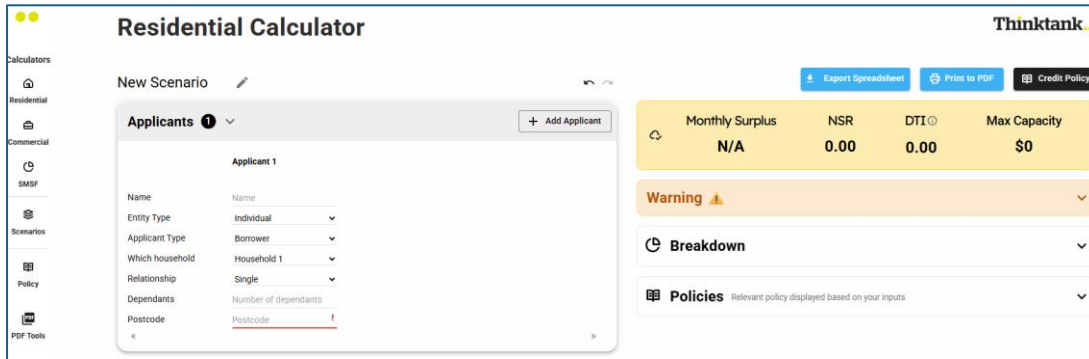 Calculators
Residential
Commercial
SMSF
Scenarios
Policy
PDF
PDF Tools
Residential Calculator
Thinktank..
New Scenario
Export Spreadsheet
Print to PDF
Credit Policy
Applicants 1
+ Add Applicant
Applicant 1
Name Name
Entity Type Individual
Applicant Type Borrower
Which household Household 1
Relationship Single
Dependants Number of dependants
Postcode Postcode !
Monthly Surplus NSR DTI Max Capacity
N/A 0.00 0.00 $0
Warning
Breakdown
Policies Relevant policy displayed based on your inputs